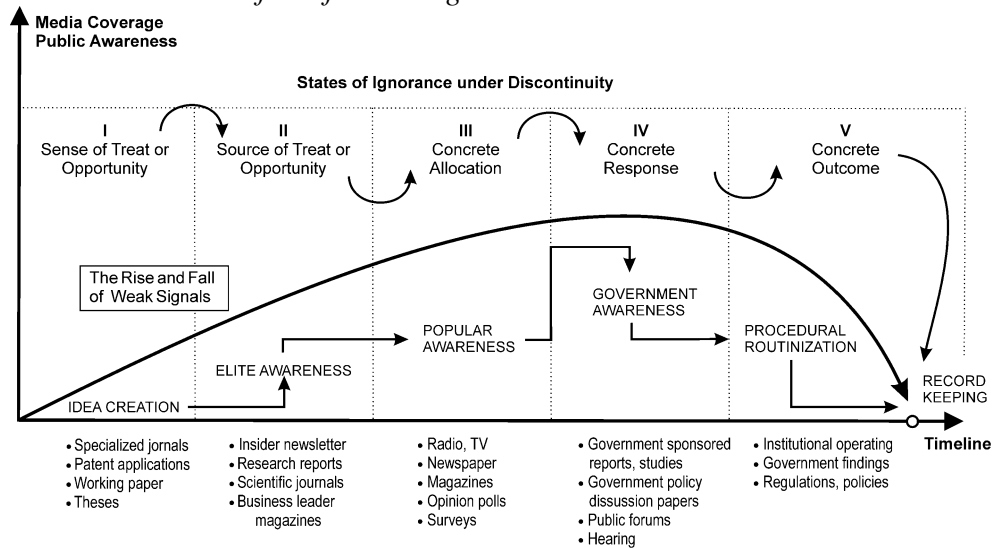 Media Coverage
Public Awareness
States of Ignorance under Discontinuity
I
Sense of Treat or
Opportunity
II
Source of Treat or
Opportunity
III
Concrete
Allocation
IV
Concrete
Response
V
Concrete
Outcome
The Rise and Fall
of Weak Signals
IDEA CREATION
ELITE AWARENESS
POPULAR
AWARENESS
GOVERNMENT
AWARENESS
PROCEDURAL
ROUTINIZATION
RECORD
KEEPING
Timeline
• Specialized jornals
• Patent applications
• Working paper
• Theses
• Insider newsletter
• Research reports
• Scientific journals
• Business leader
magazines
• Radio, TV
• Newspaper
• Magazines
• Opinion polls
• Surveys
• Government sponsored
reports, studies
• Government policy
dissussion papers
• Public forums
• Hearing
• Institutional operating
• Government findings
• Regulations, policies